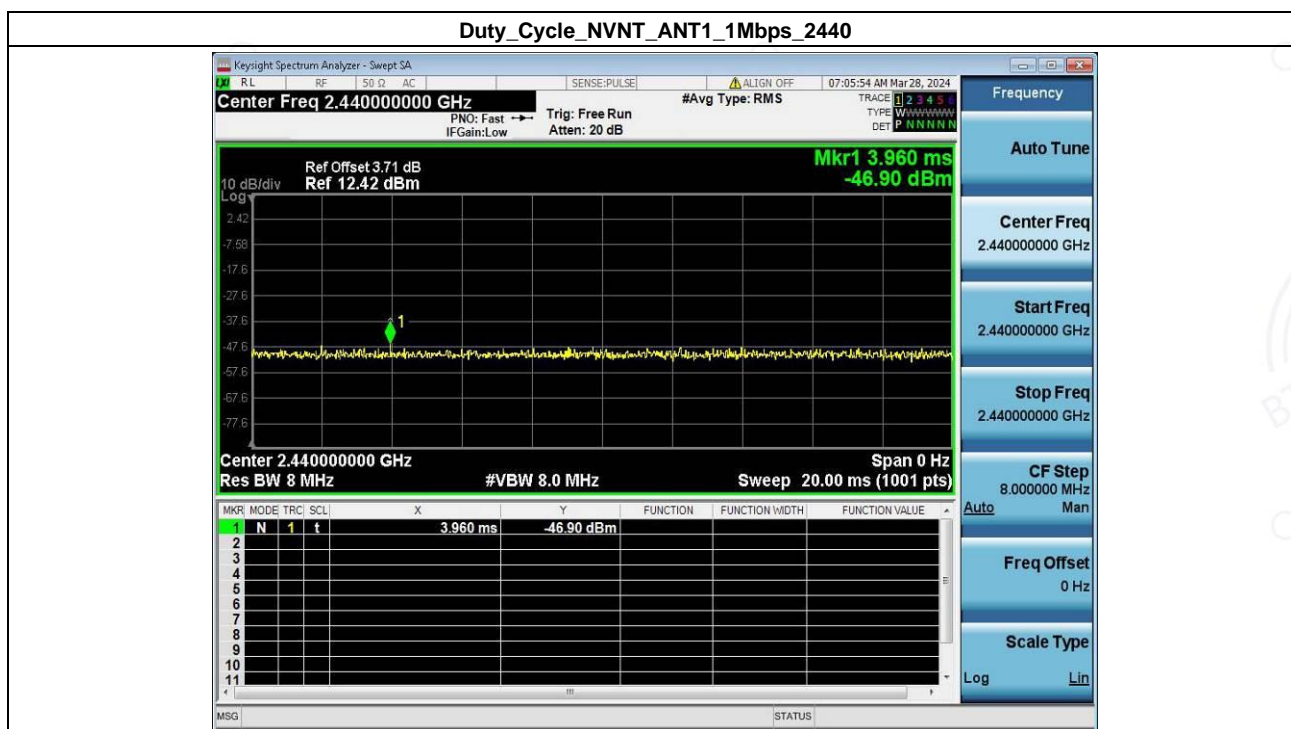 Duty_Cycle_NVNT_ANT1_1Mbps_2440
Keysight Spectrum Analyzer - Swept SA
LXI RL RF 50 Ω AC SENSE:PULSE ALIGN OFF 07:05:54 AM Mar 28, 2024
Center Freq 2.440000000 GHz
PNO: Fast
IFGain:Low
Trig: Free Run
Atten: 20 dB
#Avg Type: RMS
TRACE 1 2 3 4 5 6
TYPE WWWWWW
DET P N N N N N
Mkr1 3.960 ms
-46.90 dBm
Ref Offset 3.71 dB
10 dB/div Ref 12.42 dBm
Log
2.42
-7.58
-17.6
-27.6
-37.6
-47.6
-57.6
-67.6
-77.6
1
Center 2.440000000 GHz Span 0 Hz
Res BW 8 MHz #VBW 8.0 MHz Sweep 20.00 ms (1001 pts)
MKR MODE TRC SCL X Y FUNCTION FUNCTION WIDTH FUNCTION VALUE
1 N 1 t 3.960 ms -46.90 dBm
2
3
4
5
6
7
8
9
10
11
MSG STATUS
Frequency
Auto Tune
Center Freq
2.440000000 GHz
Start Freq
2.440000000 GHz
Stop Freq
2.440000000 GHz
CF Step
8.000000 MHz
Auto Man
Freq Offset
0 Hz
Scale Type
Log Lin